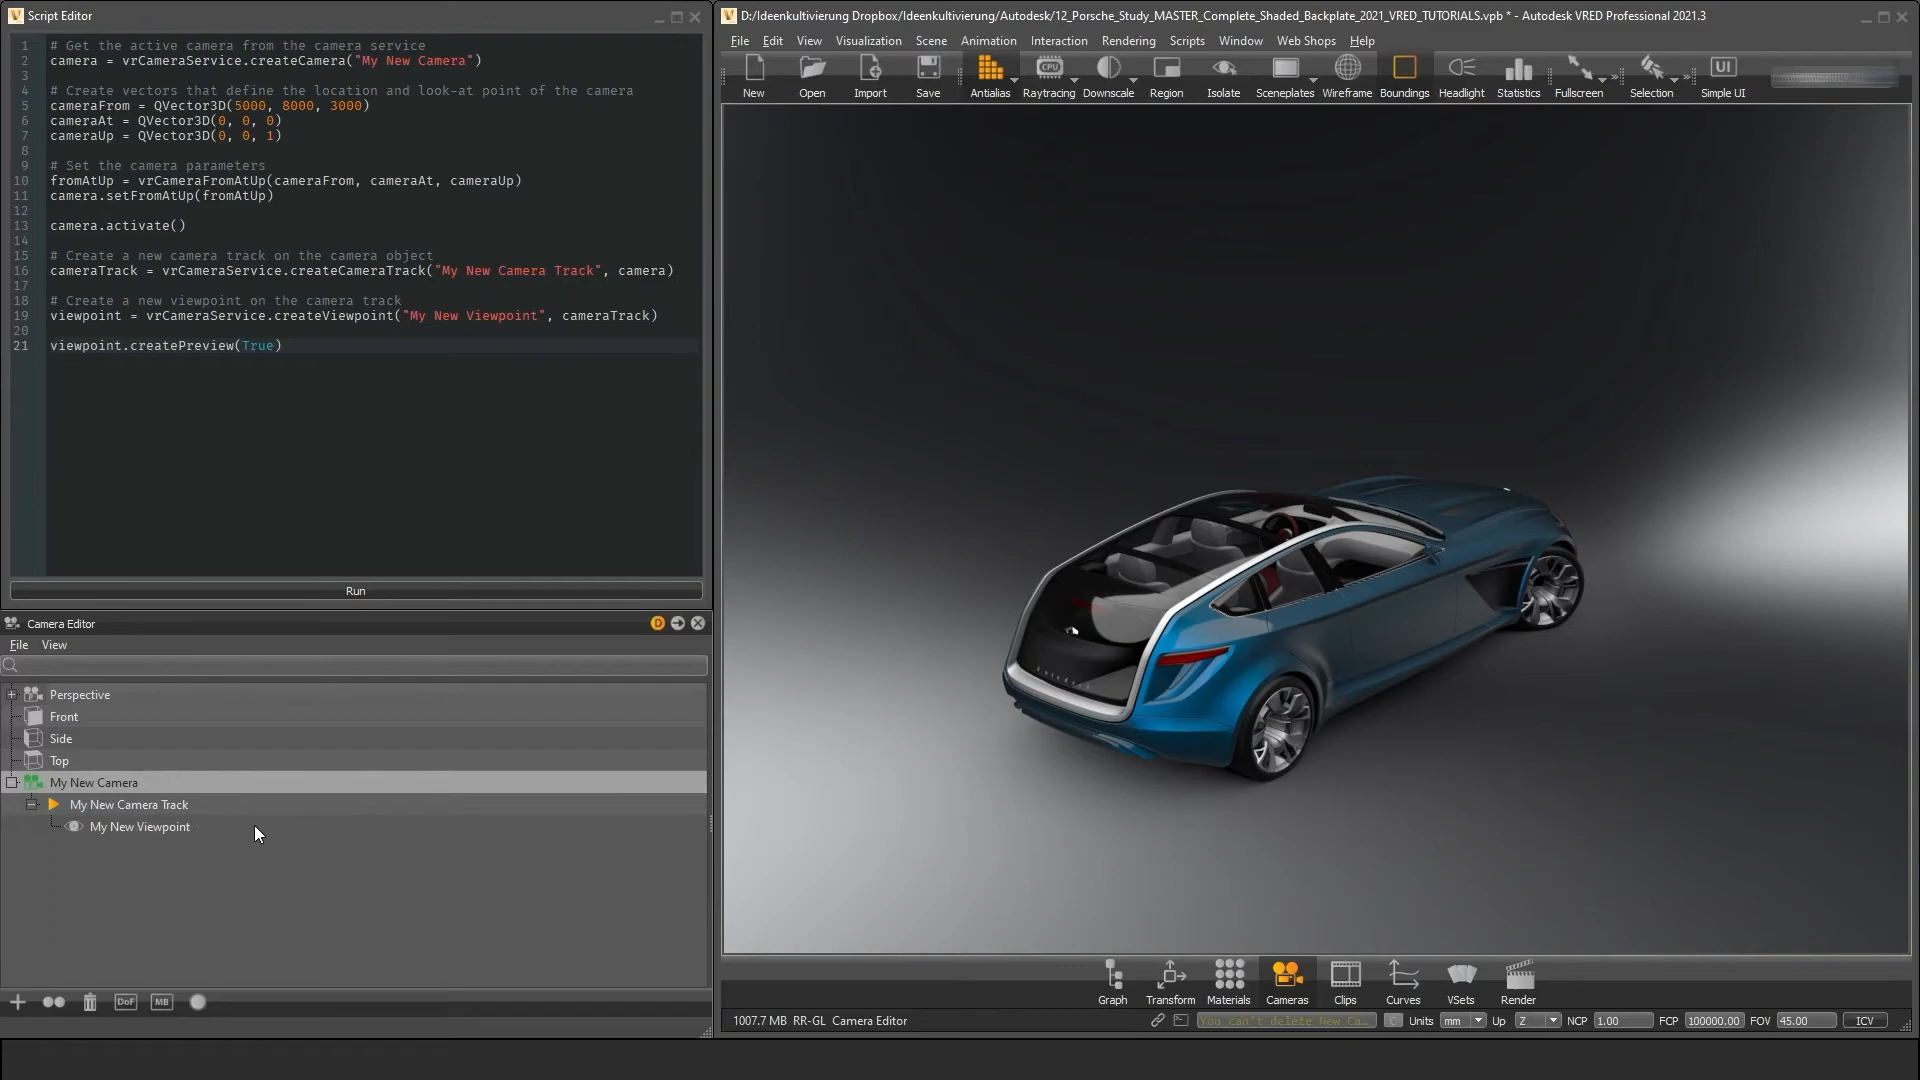 Script Editor
1 # Get the active camera from the camera service
2 camera = vrCameraService.createCamera("My New Camera")
3
4 # Create vectors that define the location and look-at point of the camera
5 cameraFrom = QVector3D(5000, 8000, 3000)
6 cameraAt = QVector3D(0, 0, 0)
7 cameraUp = QVector3D(0, 0, 1)
8
9 # Set the camera parameters
10 fromAtUp = vrCameraFromAtUp(cameraFrom, cameraAt, cameraUp)
11 camera.setFromAtUp(fromAtUp)
12
13 camera.activate()
14
15 # Create a new camera track on the camera object
16 cameraTrack = vrCameraService.createCameraTrack("My New Camera Track", camera)
17
18 # Create a new viewpoint on the camera track
19 viewpoint = vrCameraService.createViewpoint("My New Viewpoint", cameraTrack)
20
21 viewpoint.createPreview(True)
Run
Camera Editor
D
File View
Perspective
Front
Side
Top
My New Camera
My New Camera Track
My New Viewpoint
DoF MB
D:/Ideenkultivierung Dropbox/Ideenkultivierung/Autodesk/12_Porsche_Study_MASTER_Complete_Shaded_Backplate_2021_VRED_TUTORIALS.vpb * - Autodesk VRED Professional 2021.3
File Edit View Visualization Scene Animation Interaction Rendering Scripts Window Web Shops Help
CPU UI
New Open Import Save Antialias Raytracing Downscale Region Isolate Sceneplates Wireframe Boundings Headlight Statistics Fullscreen Selection Simple UI
Graph Transform Materials Cameras Clips Curves VSets Render
1007.7 MB RR-GL Camera Editor You can't delete New Ca... C Units mm Up Z NCP 1.00 FCP 100000.00 FOV 45.00 ICV